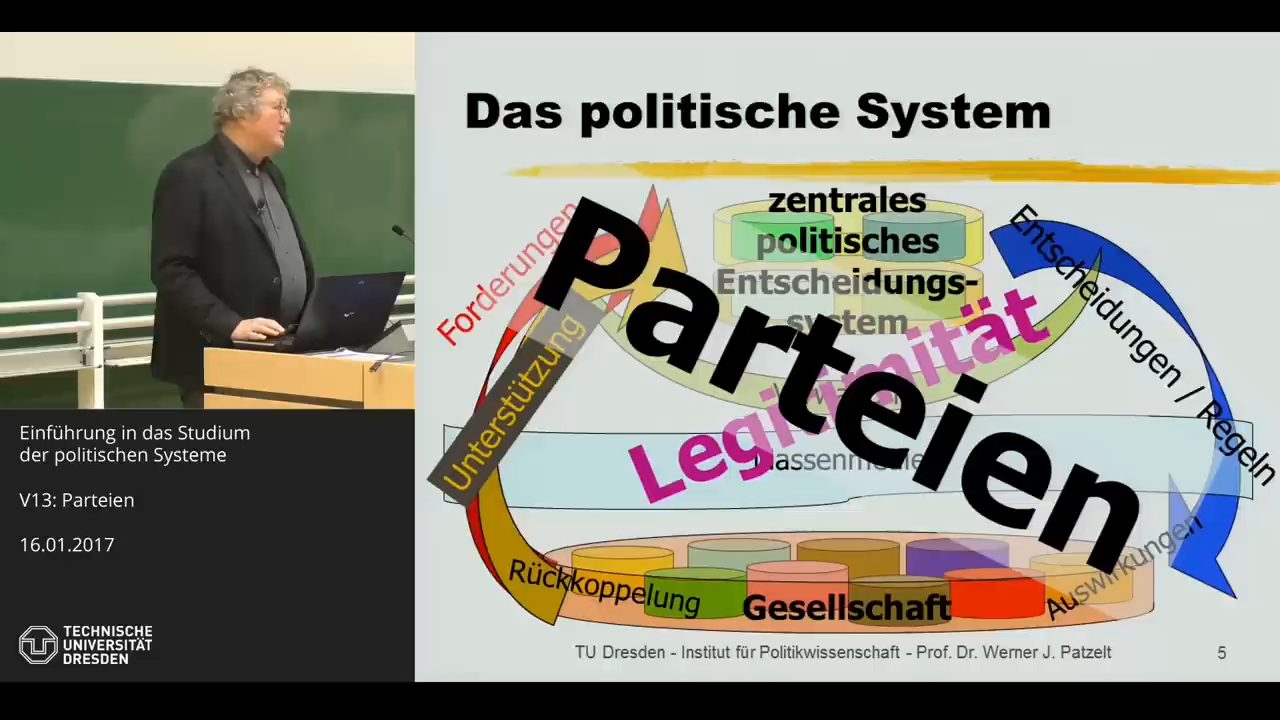 Das politische System
zentrales
politisches
Entscheidungs-
system
Parteien
Legitimität
Forderungen
Unterstützung
Entscheidungen / Regeln
Auswirkungen
Rückkoppelung
Gesellschaft
TU Dresden - Institut für Politikwissenschaft - Prof. Dr. Werner J. Patzelt
5
Einführung in das Studium
der politischen Systeme
V13: Parteien
16.01.2017
TECHNISCHE
UNIVERSITÄT
DRESDEN